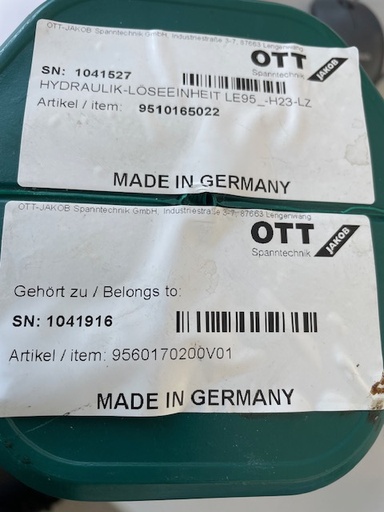 OTT-JAKOB Spanntechnik GmbH, Industriestraße 3-7, 87663 Lengenwang
OTT
JAKOB
Spanntechnik
SN: 1041527
HYDRAULIK-LÖSEEINHEIT LE95_-H23-LZ
Artikel / item: 9510165022
MADE IN GERMANY
OTT-JAKOB Spanntechnik GmbH, Industriestraße 3-7, 87663 Lengenwang
OTT
JAKOB
Spanntechnik
Gehört zu / Belongs to:
SN: 1041916
Artikel / item: 9560170200V01
MADE IN GERMANY